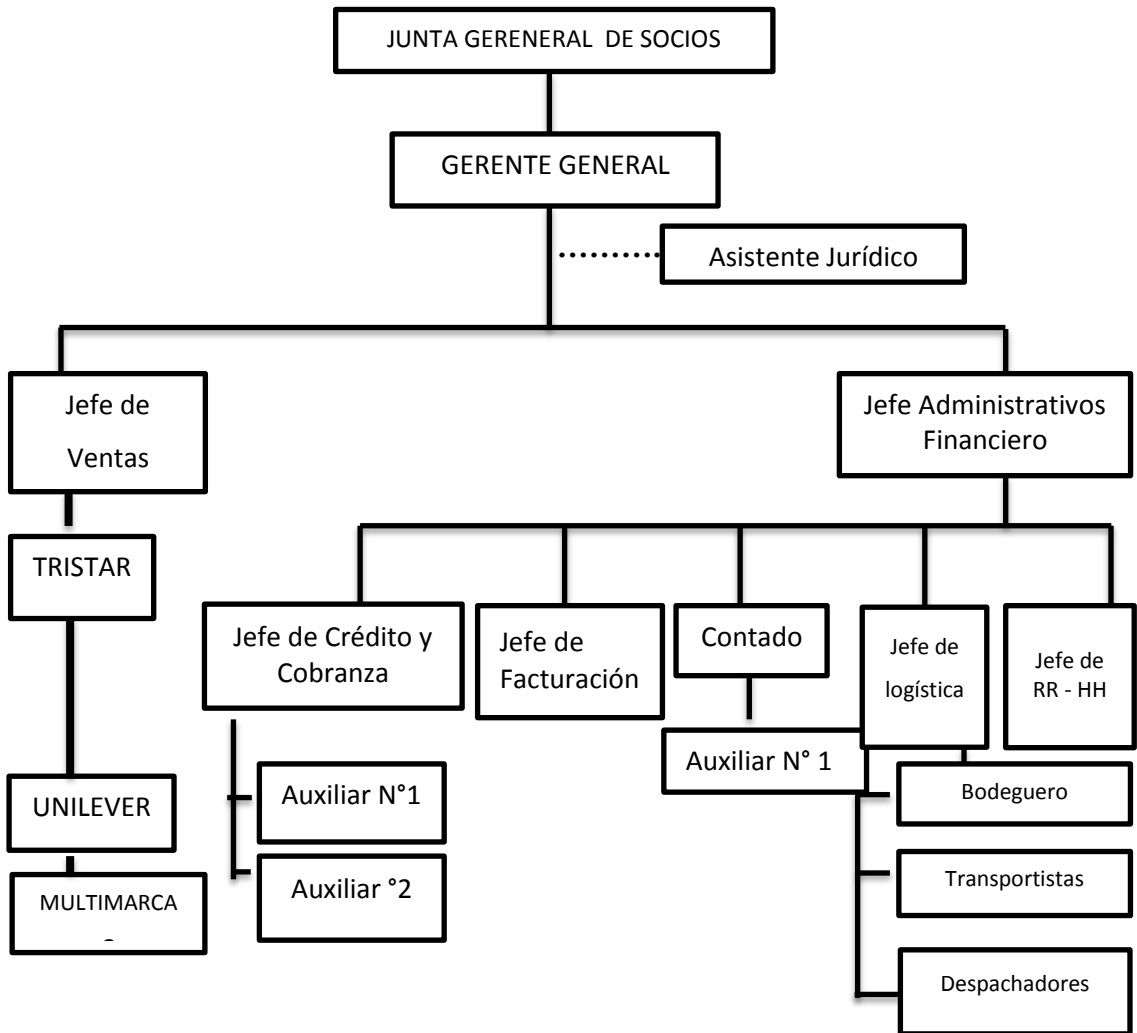 JUNTA GERENERAL DE SOCIOS
GERENTE GENERAL
Asistente Jurídico
Jefe de
Ventas
Jefe Administrativos
Financiero
TRISTAR
Jefe de Crédito y
Cobranza
Jefe de
Facturación
Contado
Jefe de
logística
Jefe de
RR - HH
Auxiliar N° 1
UNILEVER
Auxiliar N°1
Bodeguero
MULTIMARCA
Auxiliar °2
Transportistas
Despachadores